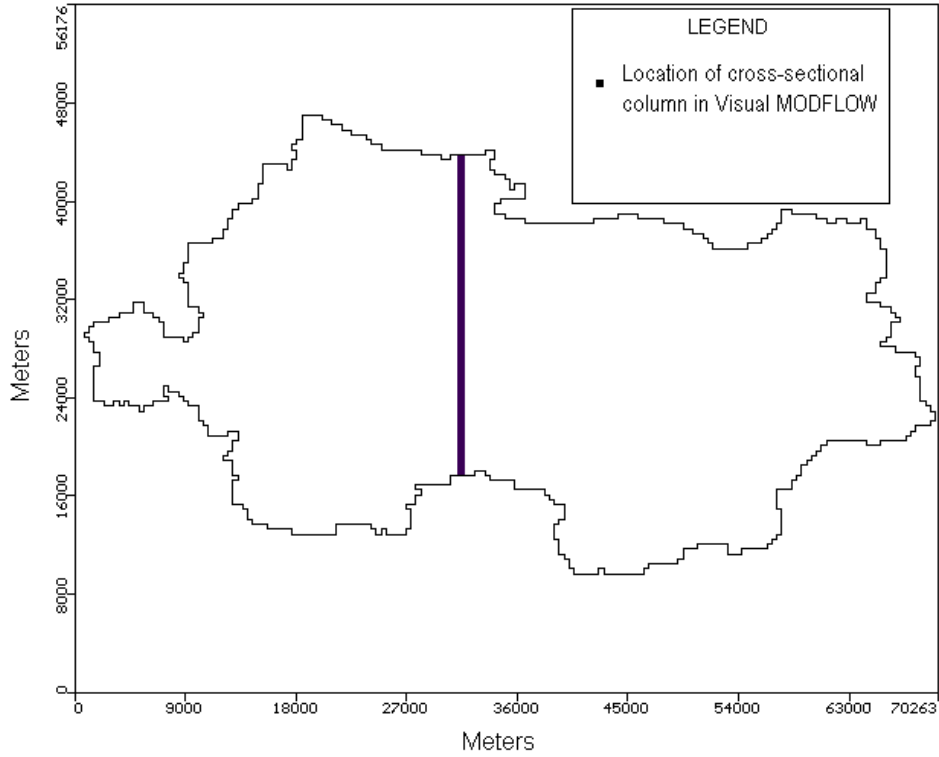 LEGEND
Location of cross-sectional
column in Visual MODFLOW
56176
48000
40000
32000
24000
16000
8000
0
Meters
0 9000 18000 27000 36000 45000 54000 63000 70263
Meters